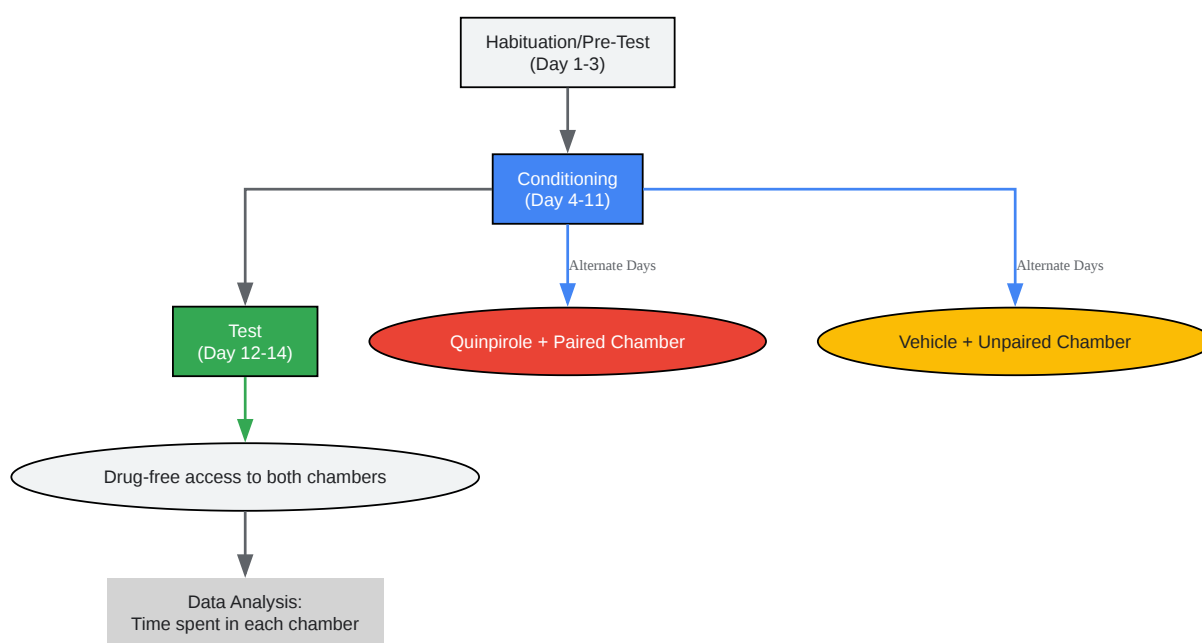 Habituation/Pre-Test
(Day 1-3)
Conditioning
(Day 4-11)
Alternate Days
Alternate Days
Test
(Day 12-14)
Quinpirole + Paired Chamber
Vehicle + Unpaired Chamber
Drug-free access to both chambers
Data Analysis:
Time spent in each chamber